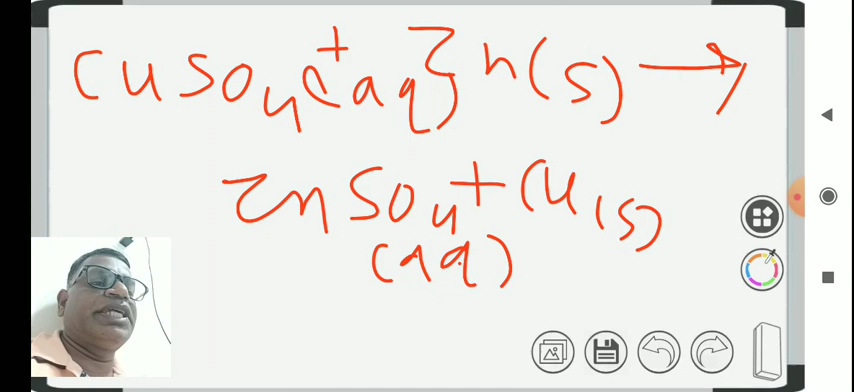 CuSO4(aq) + Zn(s) →
ZnSO4 + Cu(s)
(aq)